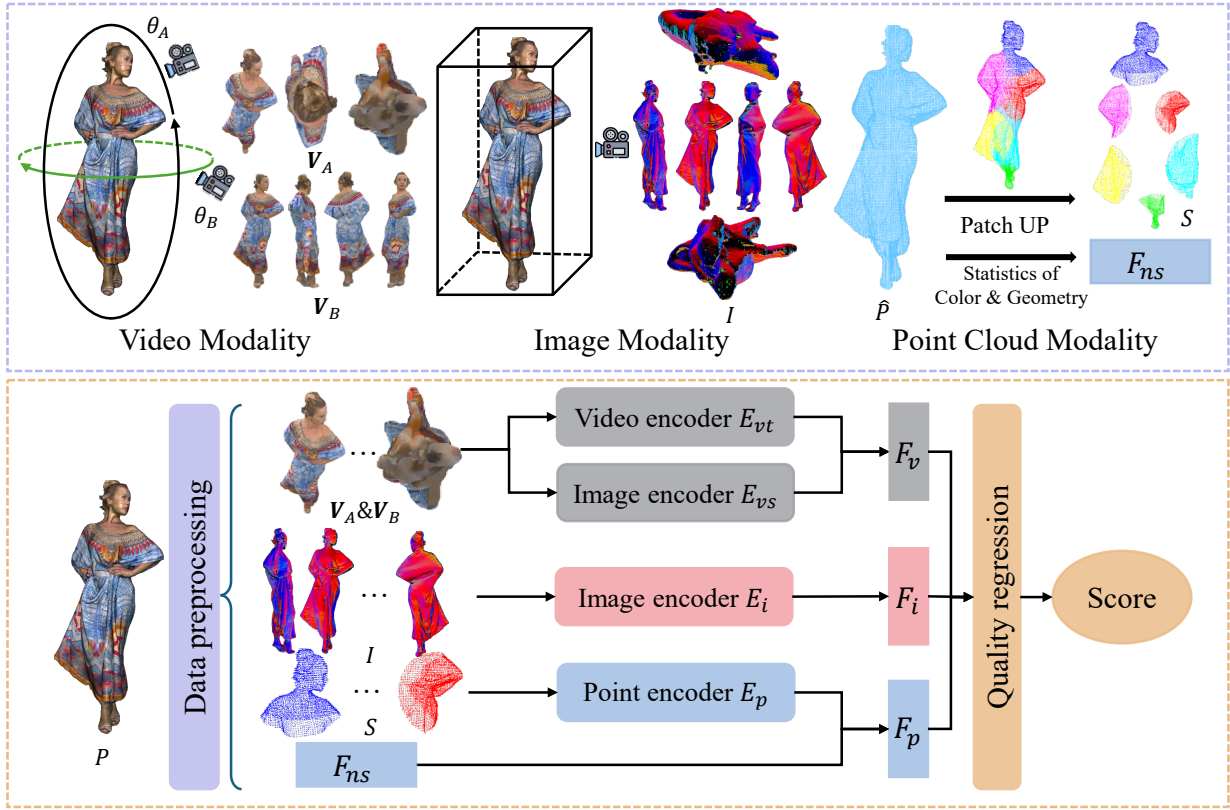 θ_A
θ_B
V_A
V_B
Video Modality
I
Image Modality
P̂
Patch UP
Statistics of
Color & Geometry
S
F_ns
Point Cloud Modality
P
Data preprocessing
...
V_A&V_B
...
I
...
S
F_ns
Video encoder E_vt
Image encoder E_vs
Image encoder E_i
Point encoder E_p
F_v
F_i
F_p
Quality regression
Score